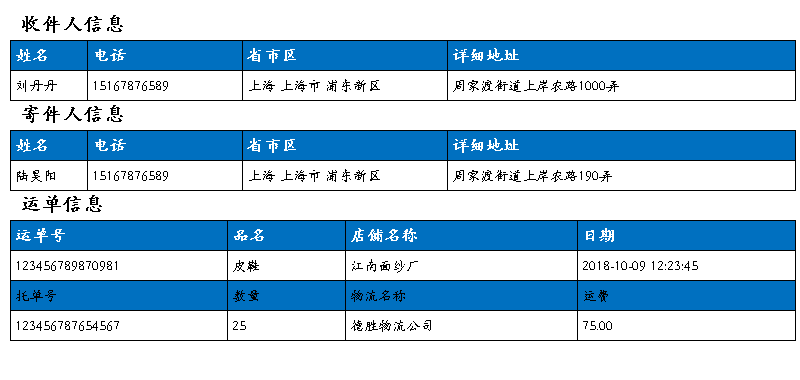 收件人信息
姓名 电话 省市区 详细地址
刘丹丹 15167876589 上海 上海市 浦东新区 周家渡街道上岸农路1000弄
寄件人信息
姓名 电话 省市区 详细地址
陆昊阳 15167876589 上海 上海市 浦东新区 周家渡街道上岸农路190弄
运单信息
运单号 品名 店铺名称 日期
123456789870981 皮鞋 江南面纱厂 2018-10-09 12:23:45
托单号 数量 物流名称 运费
123456787654567 25 德胜物流公司 75.00